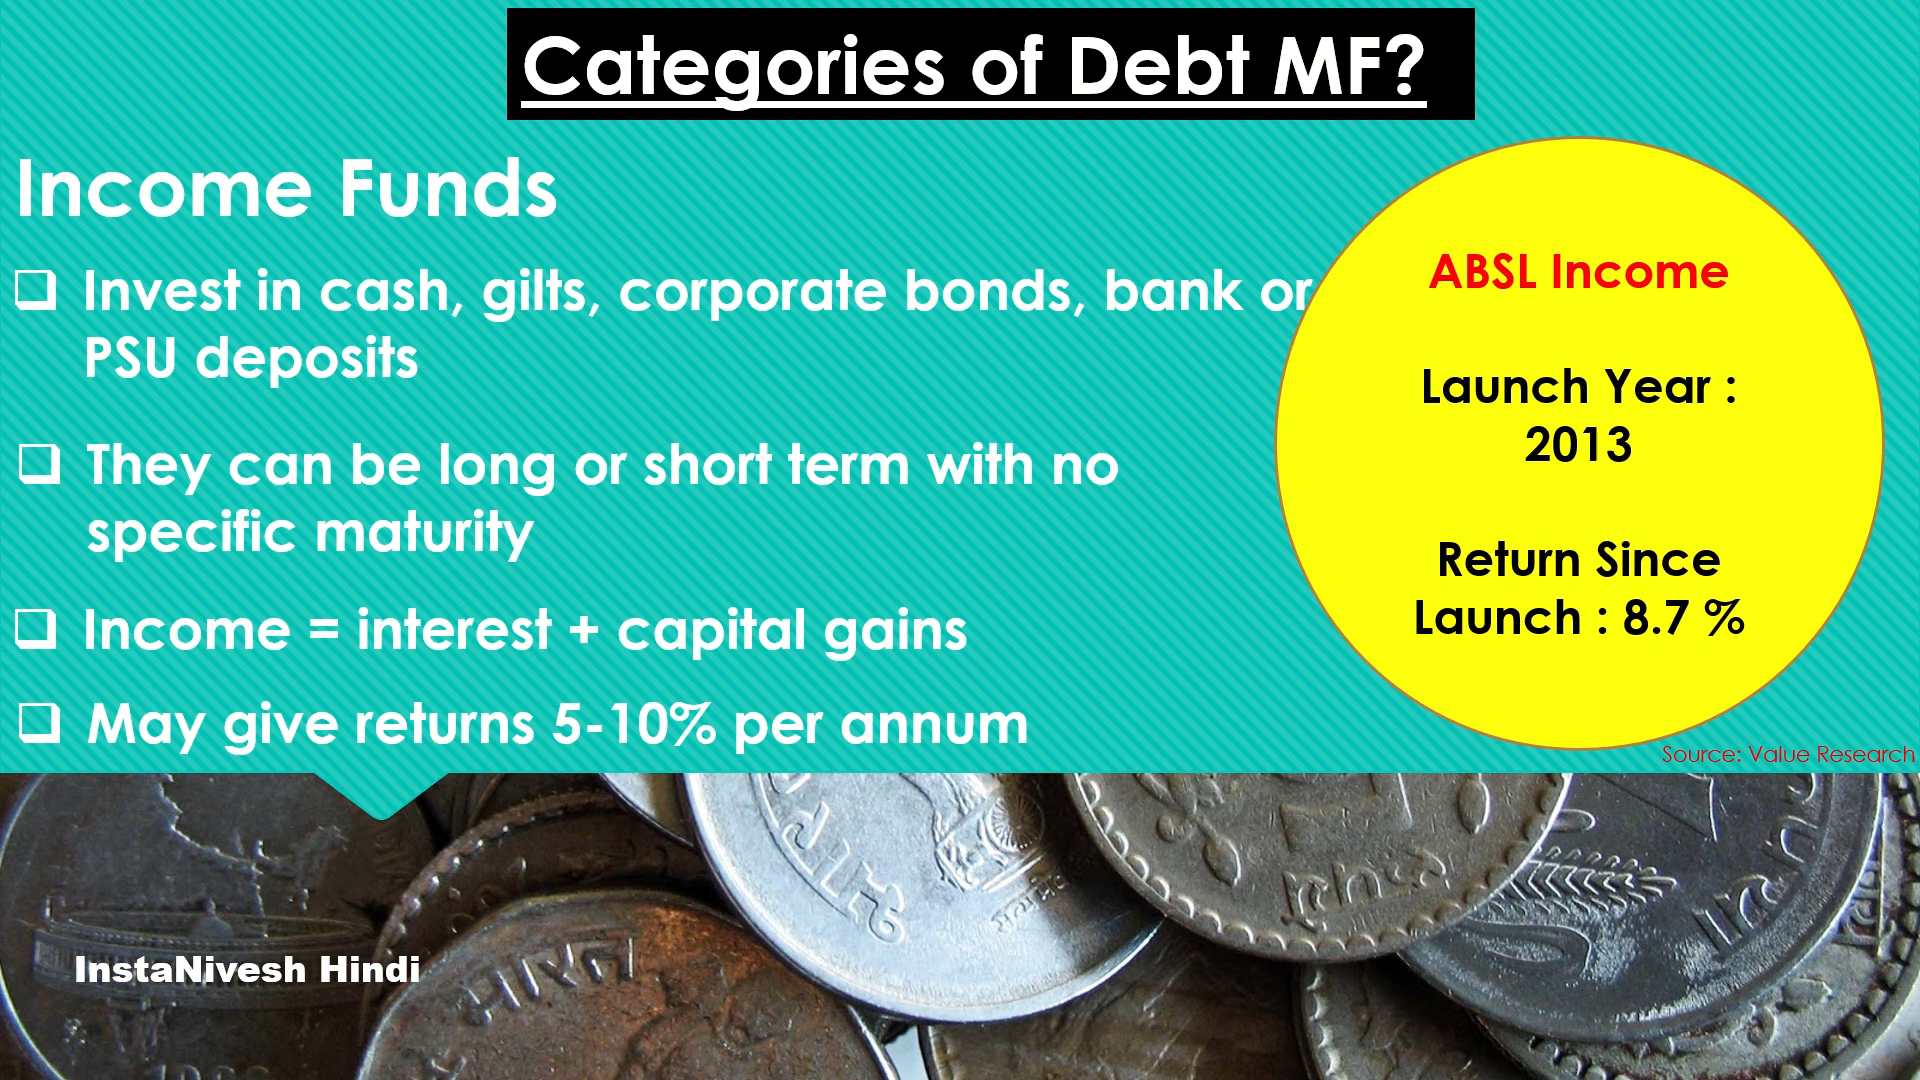 Categories of Debt MF?
Income Funds
❑ Invest in cash, gilts, corporate bonds, bank or
PSU deposits
❑ They can be long or short term with no
specific maturity
❑ Income = interest + capital gains
❑ May give returns 5-10% per annum
ABSL Income
Launch Year :
2013
Return Since
Launch : 8.7 %
Source: Value Research
InstaNivesh Hindi